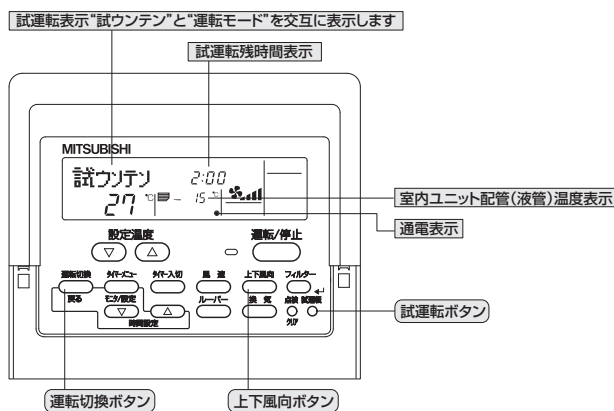 試運転表示“試ウンテン”と“運転モード”を交互に表示します
試運転残時間表示
MITSUBISHI
試ウンテン 2:00
27 ℃ 15 ℃
室内ユニット配管(液管)温度表示
通電表示
設定温度 運転/停止
運転切換 タイマーメニュー タイマー入切 風速 上下風向 フィルター
戻る モニタ/設定 ルーバー 換気 点検 試運転
時間設定 クリア
試運転ボタン
運転切換ボタン
上下風向ボタン